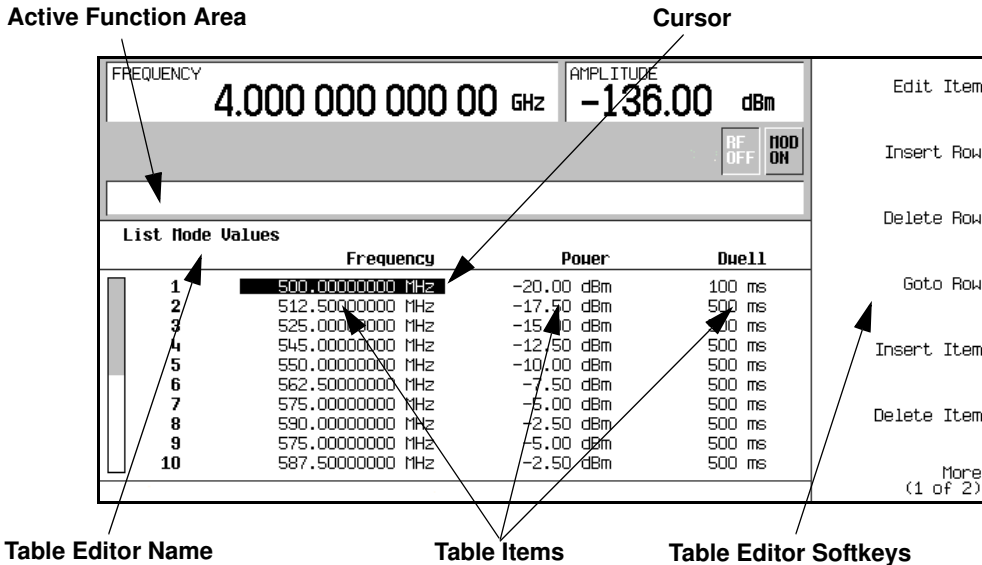 Active Function Area Cursor
FREQUENCY AMPLITUDE
4.000 000 000 00 GHz -136.00 dBm
Edit Item
RF OFF MOD ON
Insert Row
Delete Row
List Mode Values
Frequency Power Dwell
1 500.00000000 MHz -20.00 dBm 100 ms
Goto Row
2 512.50000000 MHz -17.50 dBm 500 ms
3 525.00000000 MHz -15.00 dBm ms
4 545.00000000 MHz -12.50 dBm 500 ms
Insert Item
5 550.00000000 MHz -10.00 dBm 500 ms
6 562.50000000 MHz -7.50 dBm 500 ms
7 575.00000000 MHz -5.00 dBm 500 ms
8 590.00000000 MHz -2.50 dBm 500 ms
Delete Item
9 575.00000000 MHz -5.00 dBm 500 ms
10 587.50000000 MHz -2.50 dBm 500 ms
More
(1 of 2)
Table Editor Name Table Items Table Editor Softkeys